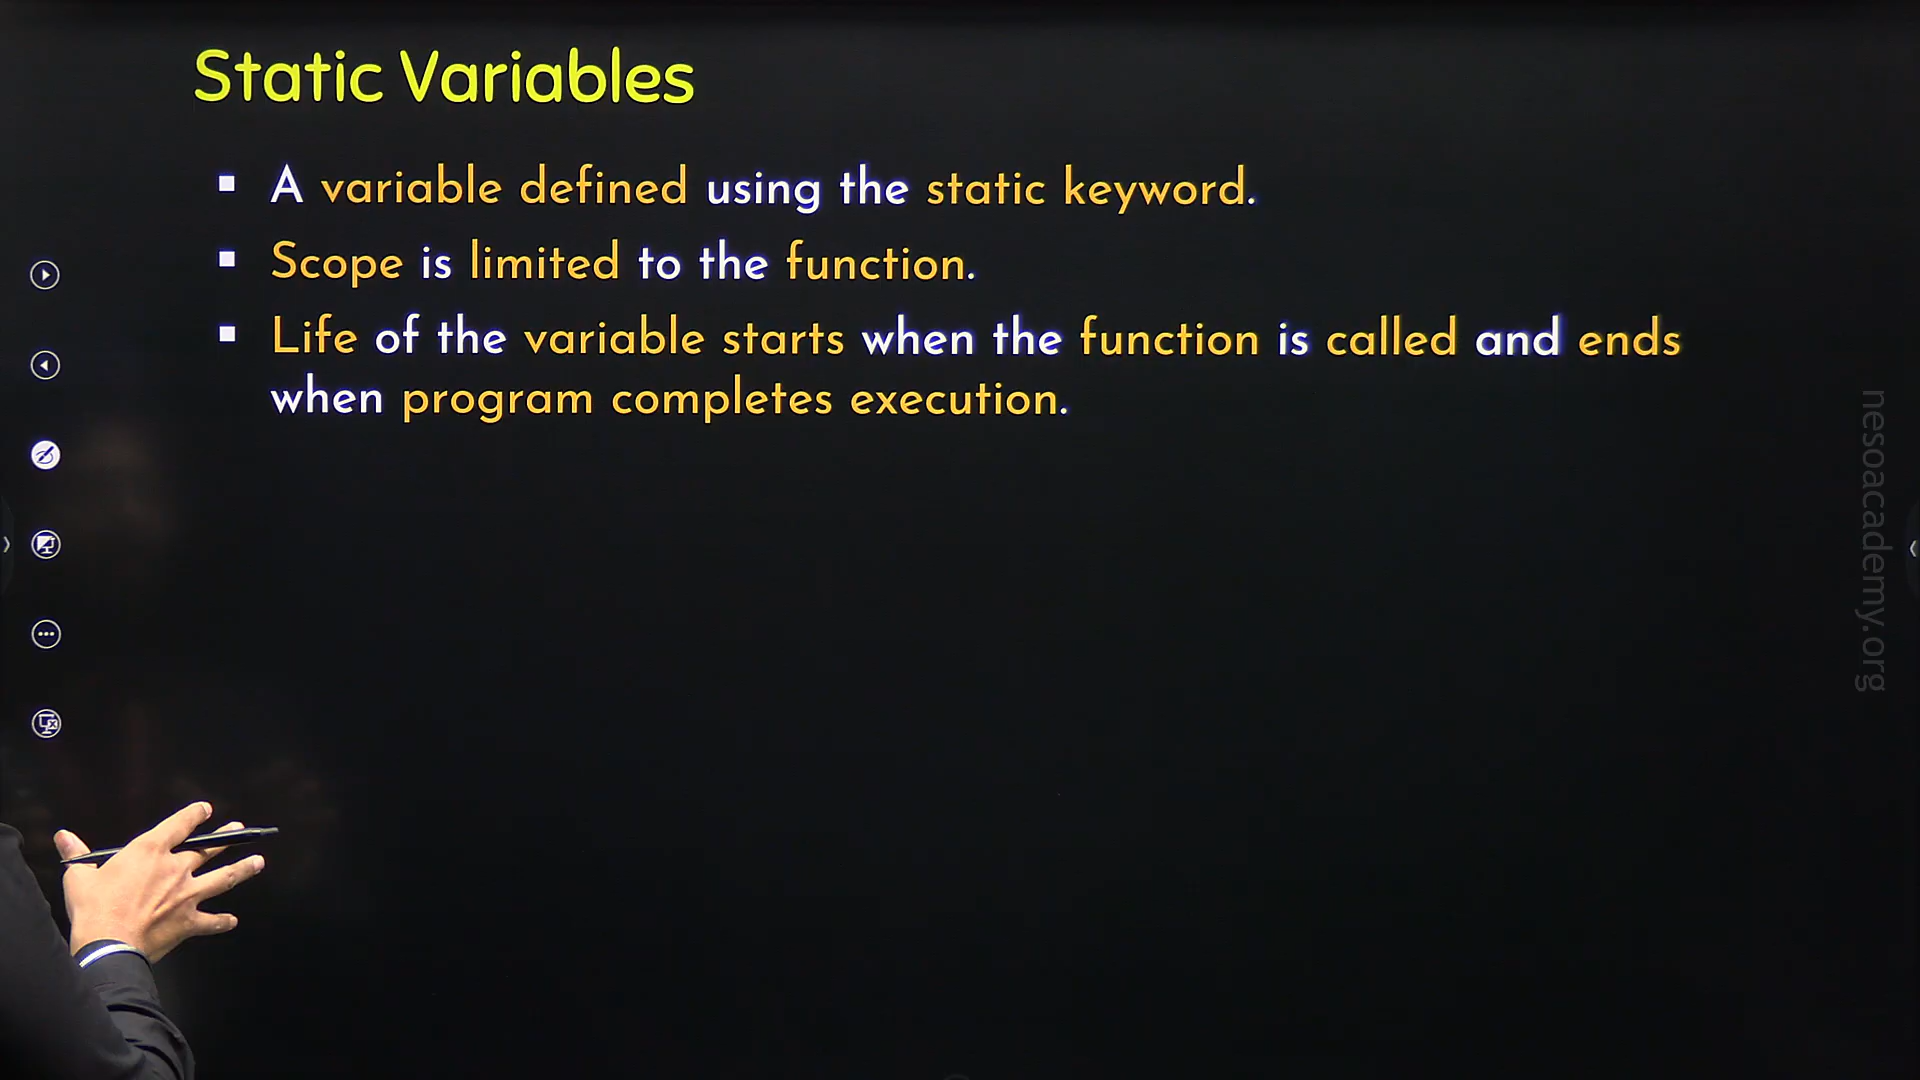 Static Variables
A variable defined using the static keyword.
Scope is limited to the function.
Life of the variable starts when the function is called and ends
when program completes execution.
nesoacademy.org